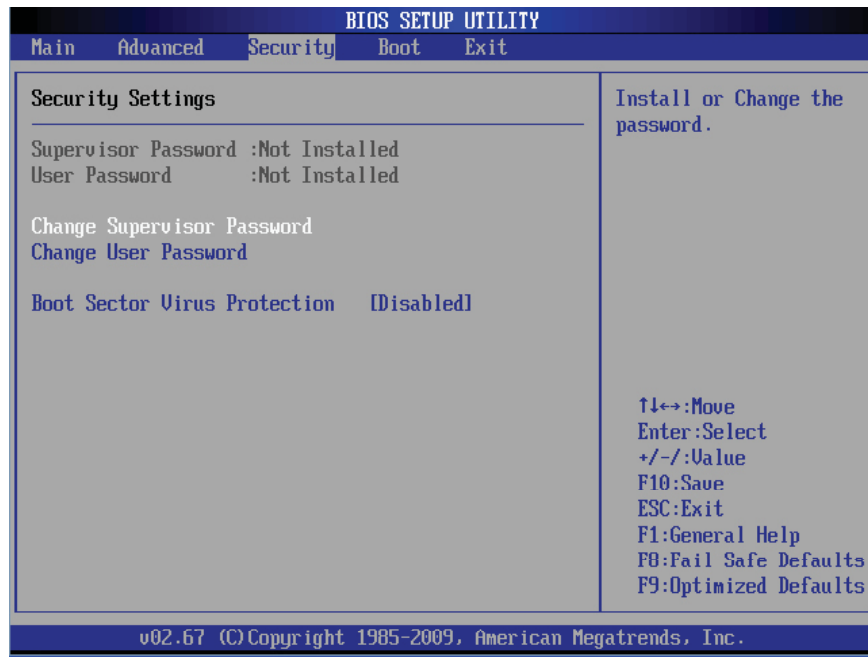 BIOS SETUP UTILITY
Main Advanced Security Boot Exit
Security Settings
Supervisor Password :Not Installed
User Password :Not Installed
Change Supervisor Password
Change User Password
Boot Sector Virus Protection [Disabled]
Install or Change the
password.
↑↓←→:Move
Enter:Select
+/-/:Value
F10:Save
ESC:Exit
F1:General Help
F8:Fail Safe Defaults
F9:Optimized Defaults
v02.67 (C)Copyright 1985-2009, American Megatrends, Inc.